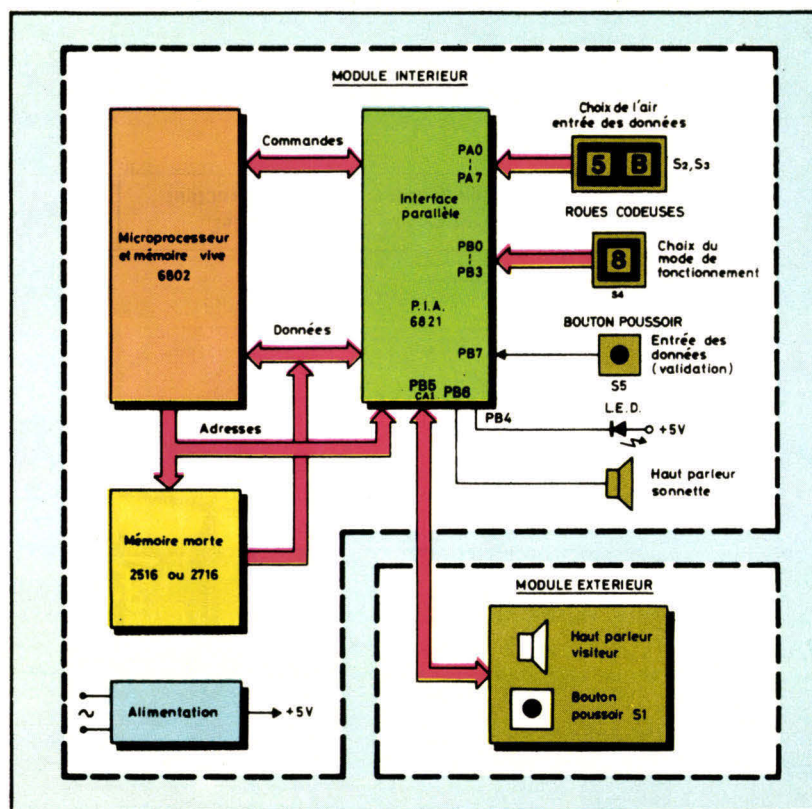 MODULE INTERIEUR
Choix de l'air
entrée des données
Commandes
PA0
PA7
5 B
S2,S3
Interface
parallèle
ROUES CODEUSES
Microprocesseur
et mémoire vive
6802
PB0
PB3
8
S4
Choix du
mode de
fonctionnement
P.I.A.
6821
BOUTON POUSSOIR
Données
PB7
Entrée des
données
(validation)
S5
PB5
CA1
PB6
PB4
L.E.D.
+5V
Adresses
Haut parleur
sonnette
Mémoire morte
2516 ou 2716
MODULE EXTERIEUR
Haut parleur
visiteur
Bouton
poussoir S1
~
Alimentation
+5V